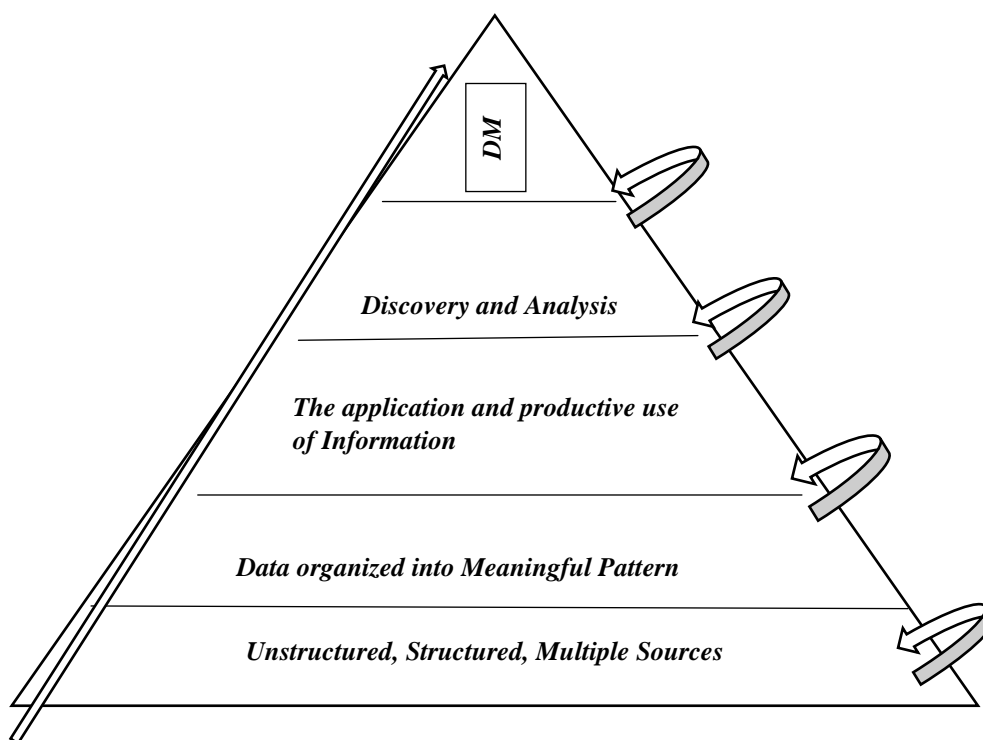 DM
Discovery and Analysis
The application and productive use
of Information
Data organized into Meaningful Pattern
Unstructured, Structured, Multiple Sources